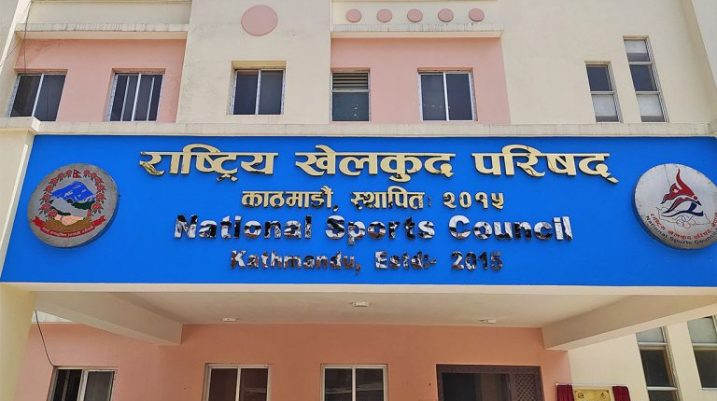 राष्ट्रिय खेलकुद परिषद्
काठमाडौं, स्थापितः २०१५
National Sports Council
Kathmandu, Estd:- 2015